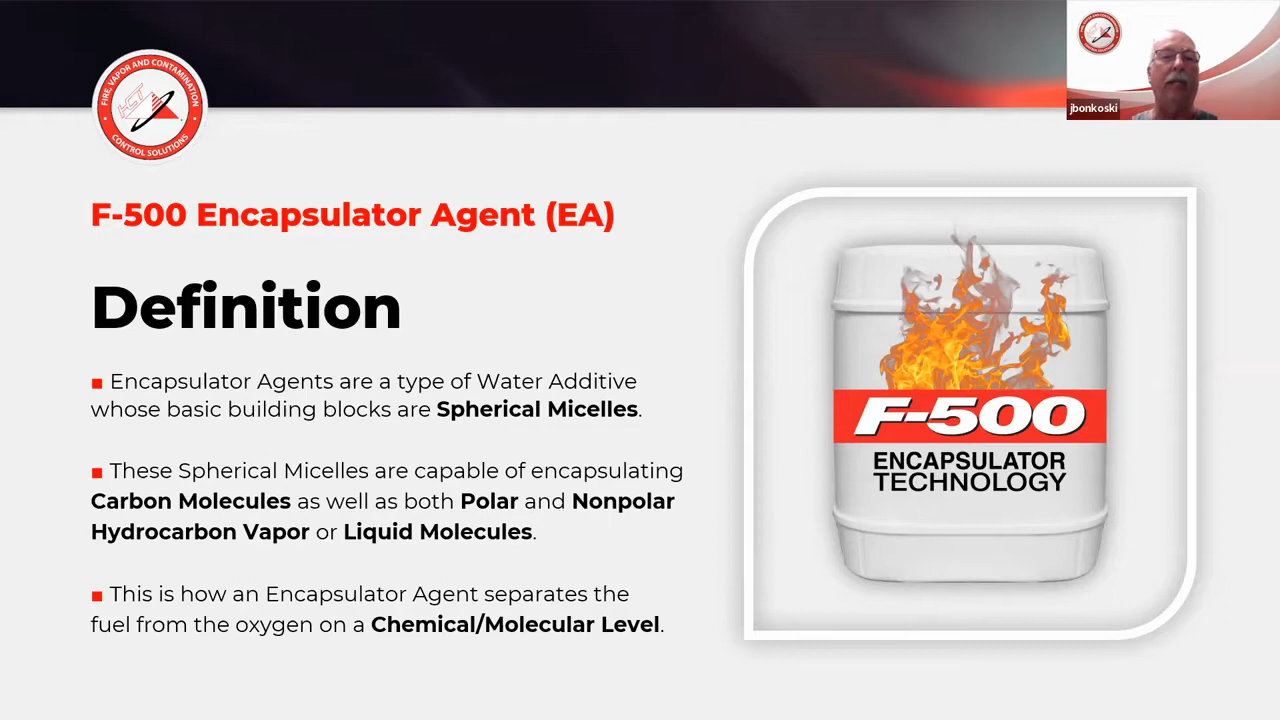 FIRE, VAPOR AND CONTAMINATION
HCT
CONTROL SOLUTIONS
jbonkoski
F-500 Encapsulator Agent (EA)
Definition
■ Encapsulator Agents are a type of Water Additive
whose basic building blocks are Spherical Micelles.
■ These Spherical Micelles are capable of encapsulating
Carbon Molecules as well as both Polar and Nonpolar
Hydrocarbon Vapor or Liquid Molecules.
■ This is how an Encapsulator Agent separates the
fuel from the oxygen on a Chemical/Molecular Level.
F-500
ENCAPSULATOR
TECHNOLOGY